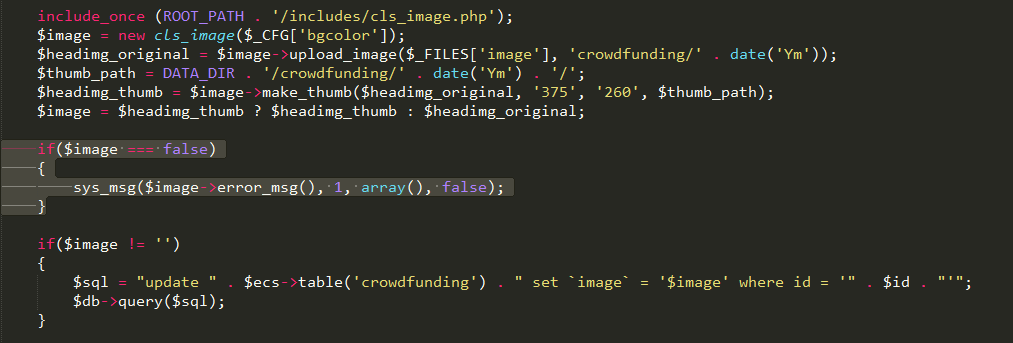 include_once (ROOT_PATH . '/includes/cls_image.php');
$image = new cls_image($_CFG['bgcolor']);
$headimg_original = $image->upload_image($_FILES['image'], 'crowdfunding/' . date('Ym'));
$thumb_path = DATA_DIR . '/crowdfunding/' . date('Ym') . '/';
$headimg_thumb = $image->make_thumb($headimg_original, '375', '260', $thumb_path);
$image = $headimg_thumb ? $headimg_thumb : $headimg_original;
if($image === false)
{
sys_msg($image->error_msg(), 1, array(), false);
}
if($image != '')
{
$sql = "update " . $ecs->table('crowdfunding') . " set `image` = '$image' where id = '" . $id . "'";
$db->query($sql);
}